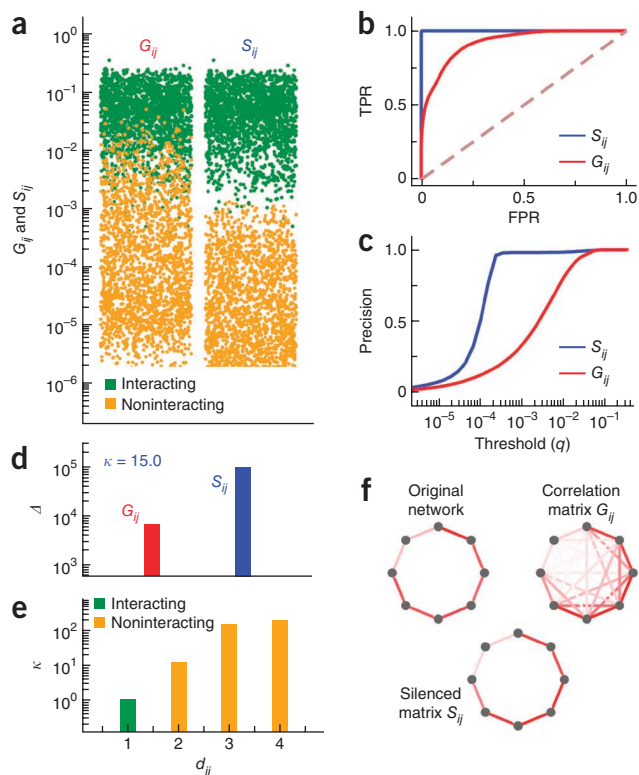 a
G_ij
S_ij
10^0
10^-1
10^-2
10^-3
10^-4
10^-5
10^-6
G_ij and S_ij
Interacting
Noninteracting
b
1.0
0.5
0
TPR
S_ij
G_ij
0
0.5
1.0
FPR
c
1.0
0.5
0
Precision
S_ij
G_ij
10^-5
10^-4
10^-3
10^-2
10^-1
Threshold (q)
d
κ = 15.0
10^5
10^4
10^3
Δ
G_ij
S_ij
e
Interacting
Noninteracting
10^2
10^1
10^0
κ
1
2
3
4
d_ij
f
Original
network
Correlation
matrix G_ij
Silenced
matrix S_ij